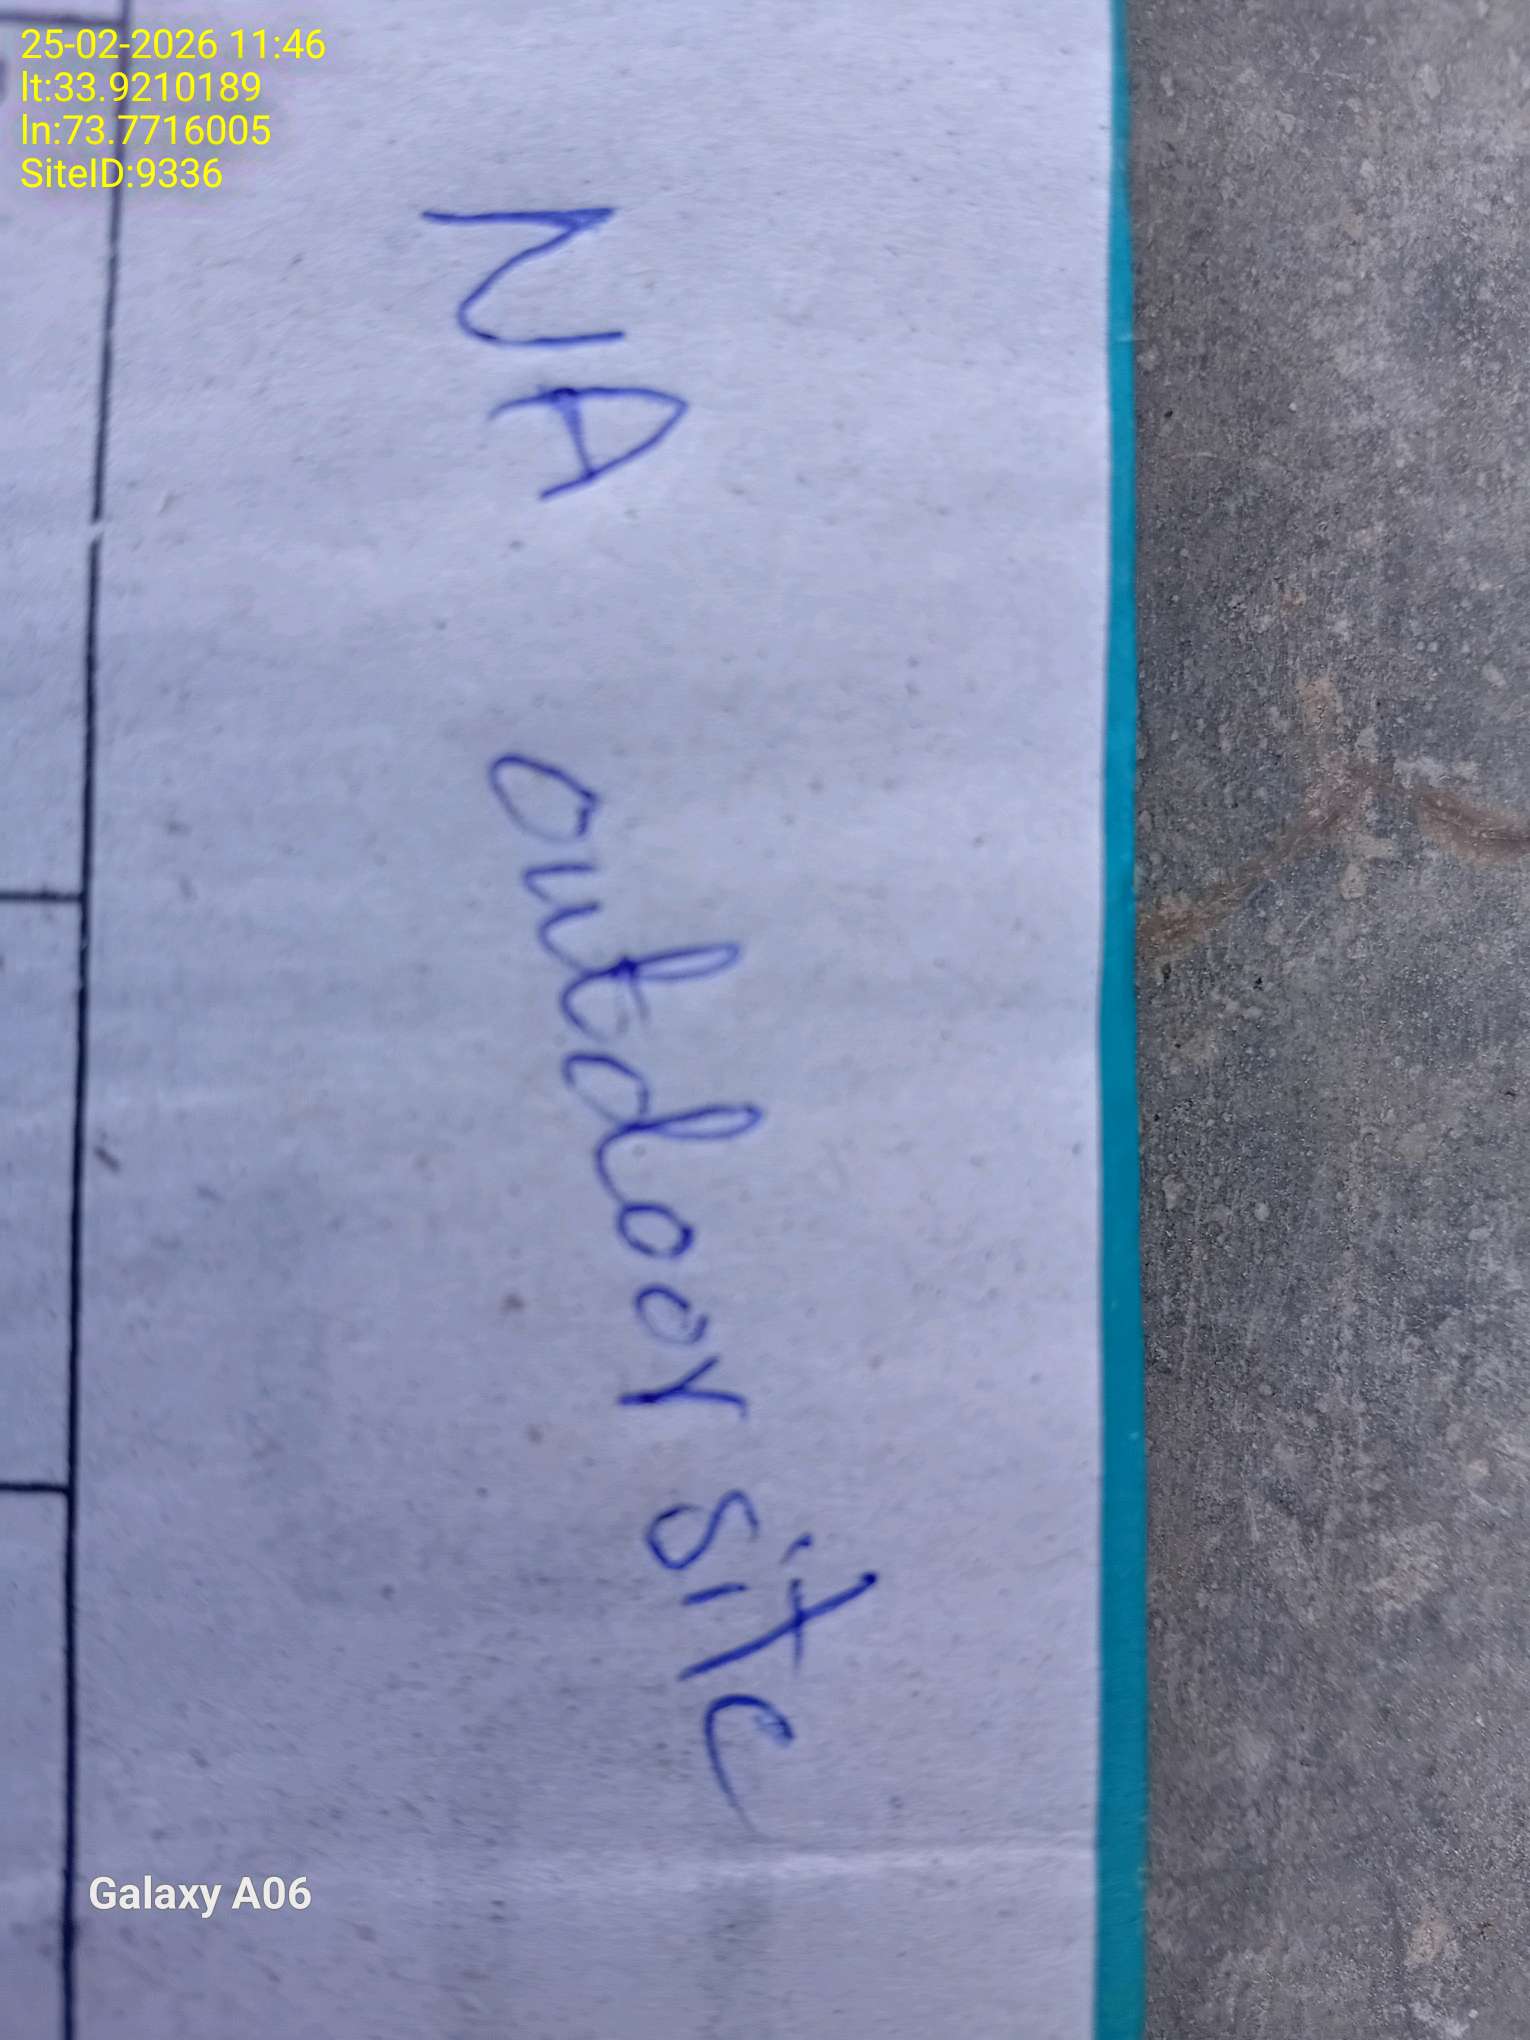 25-02-2026 11:46
lt:33.9210189
ln:73.7716005
SiteID:9336
NA outdoor site
Galaxy A06